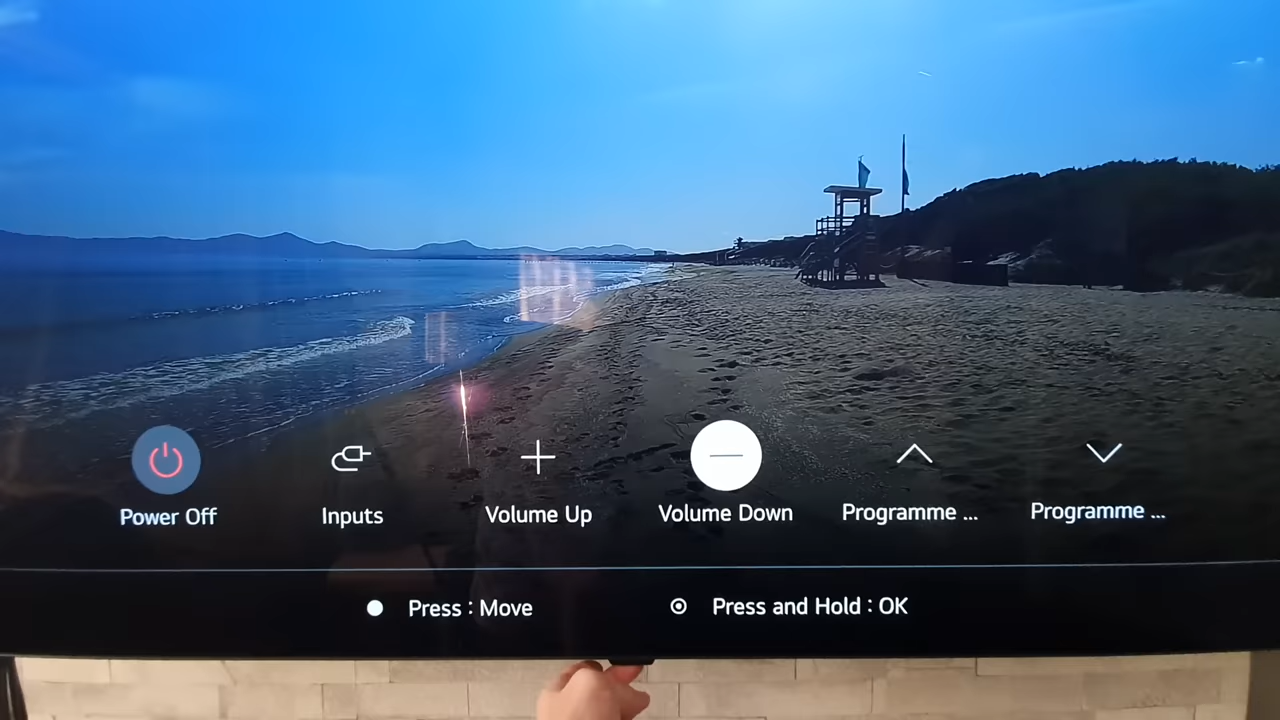 Power Off
Inputs
Volume Up
Volume Down
Programme ...
Programme ...
Press : Move
Press and Hold : OK